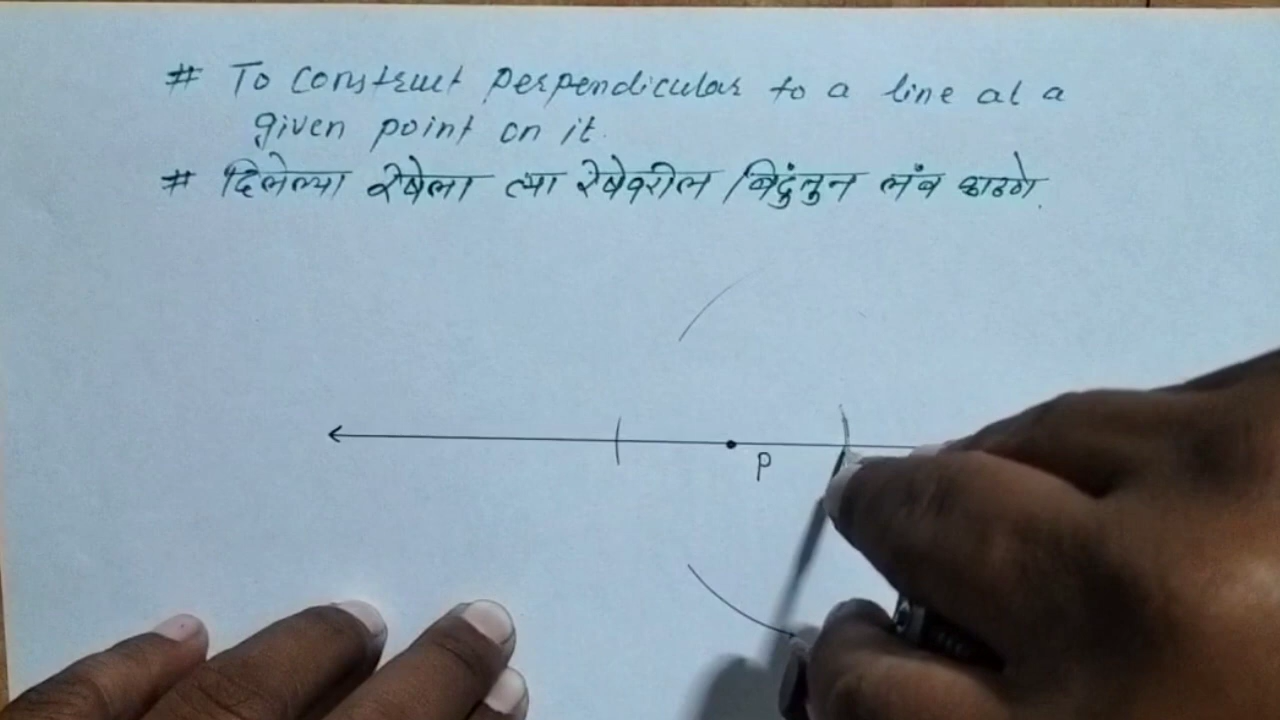 # To construct perpendicular to a line at a
given point on it.
# दिलेल्या रेषेला त्या रेषेवरील बिंदुंतुन लंब काढणे.
P